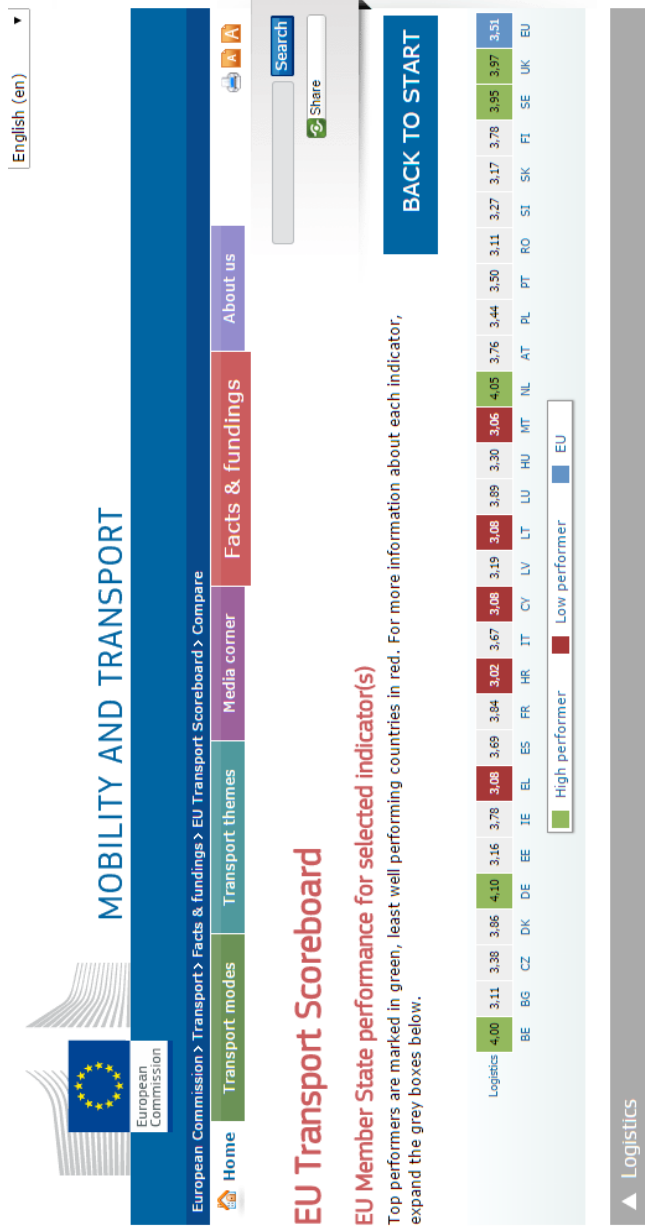 English (en)
MOBILITY AND TRANSPORT
European
Commission
European Commission > Transport > Facts & fundings > EU Transport Scoreboard > Compare
Home Transport modes Transport themes Media corner Facts & fundings About us A A
Search
Share
EU Transport Scoreboard
EU Member State performance for selected indicator(s)
Top performers are marked in green, least well performing countries in red. For more information about each indicator,
expand the grey boxes below.
BACK TO START
Logistics 4,00 3,11 3,38 3,86 4,10 3,16 3,78 3,08 3,69 3,84 3,02 3,67 3,08 3,19 3,08 3,89 3,30 3,06 4,05 3,76 3,44 3,50 3,11 3,27 3,17 3,78 3,95 3,97 3,51
BE BG CZ DK DE EE IE EL ES FR HR IT CY LV LT LU HU MT NL AT PL PT RO SI SK FI SE UK EU
High performer Low performer EU
Logistics